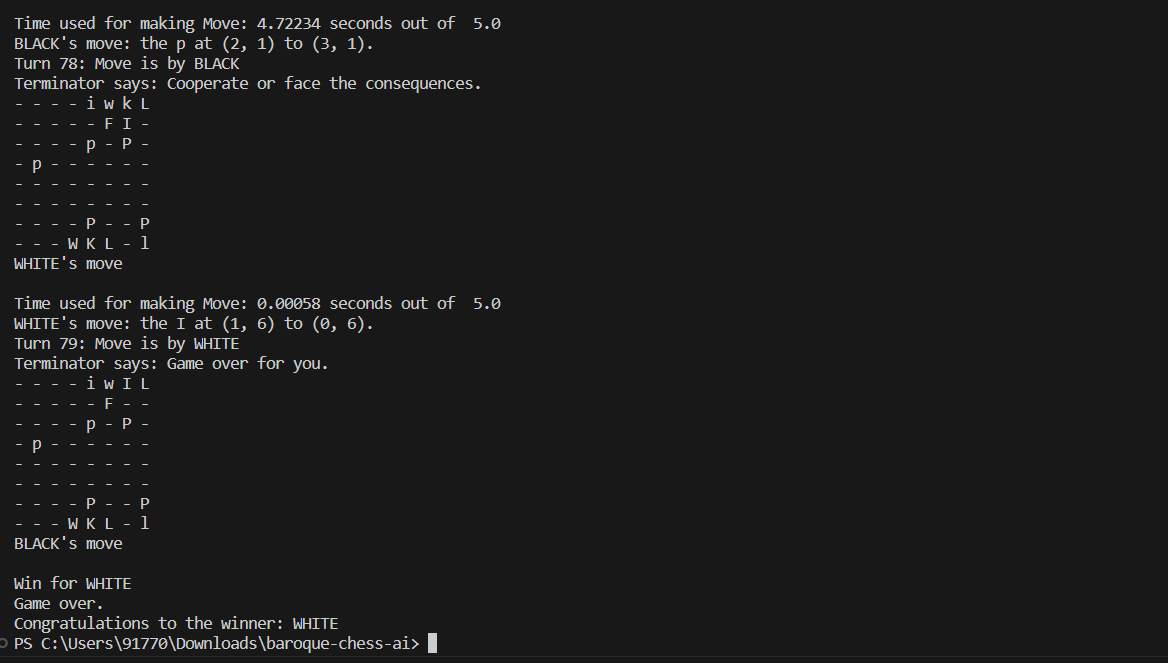 Time used for making Move: 4.72234 seconds out of  5.0
BLACK's move: the p at (2, 1) to (3, 1).
Turn 78: Move is by BLACK
Terminator says: Cooperate or face the consequences.
- - - - i w k L
- - - - - F I -
- - - - p - P -
- p - - - - - -
- - - - - - - -
- - - - - - - -
- - - - P - - P
- - - W K L - l
WHITE's move

Time used for making Move: 0.00058 seconds out of  5.0
WHITE's move: the I at (1, 6) to (0, 6).
Turn 79: Move is by WHITE
Terminator says: Game over for you.
- - - - i w I L
- - - - - F - -
- - - - p - P -
- p - - - - - -
- - - - - - - -
- - - - - - - -
- - - - P - - P
- - - W K L - l
BLACK's move

Win for WHITE
Game over.
Congratulations to the winner: WHITE
PS C:\Users\91770\Downloads\baroque-chess-ai>